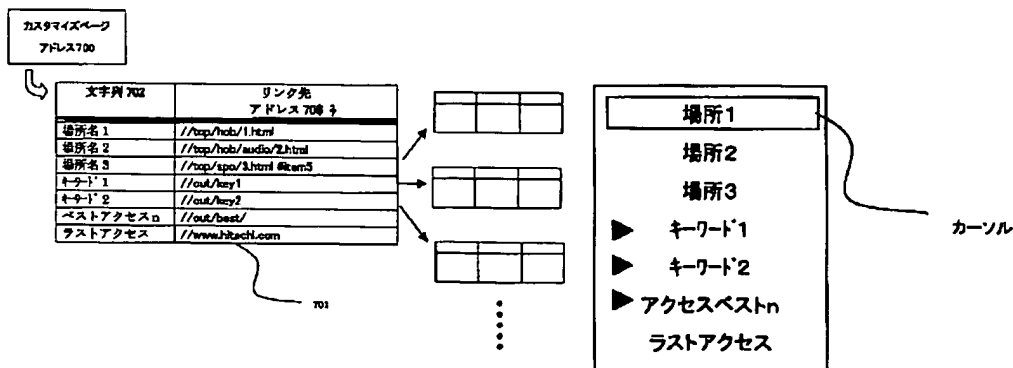 カスタマイズページ
アドレス700
文字列 702
リンク先
アドレス 703
場所名 1
//top/hob/1.html
場所名 2
//top/hob/audio/2.html
場所名 3
//top/spo/3.html #item5
キーワード 1
//out/key1
キーワード 2
//out/key2
ベストアクセスn
//out/best/
ラストアクセス
//www.hitachi.com
701
場所1
場所2
場所3
キーワード1
キーワード2
アクセスベストn
ラストアクセス
カーソル